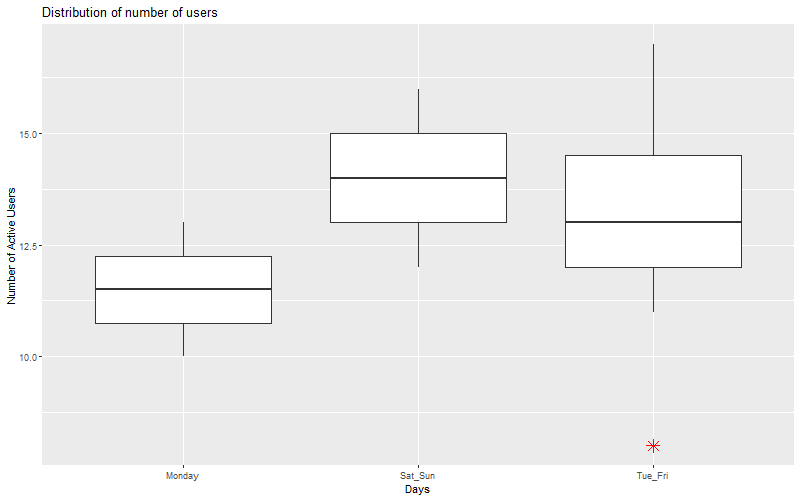 Distribution of number of users
Number of Active Users
15.0
12.5
10.0
Monday
Sat_Sun
Tue_Fri
Days